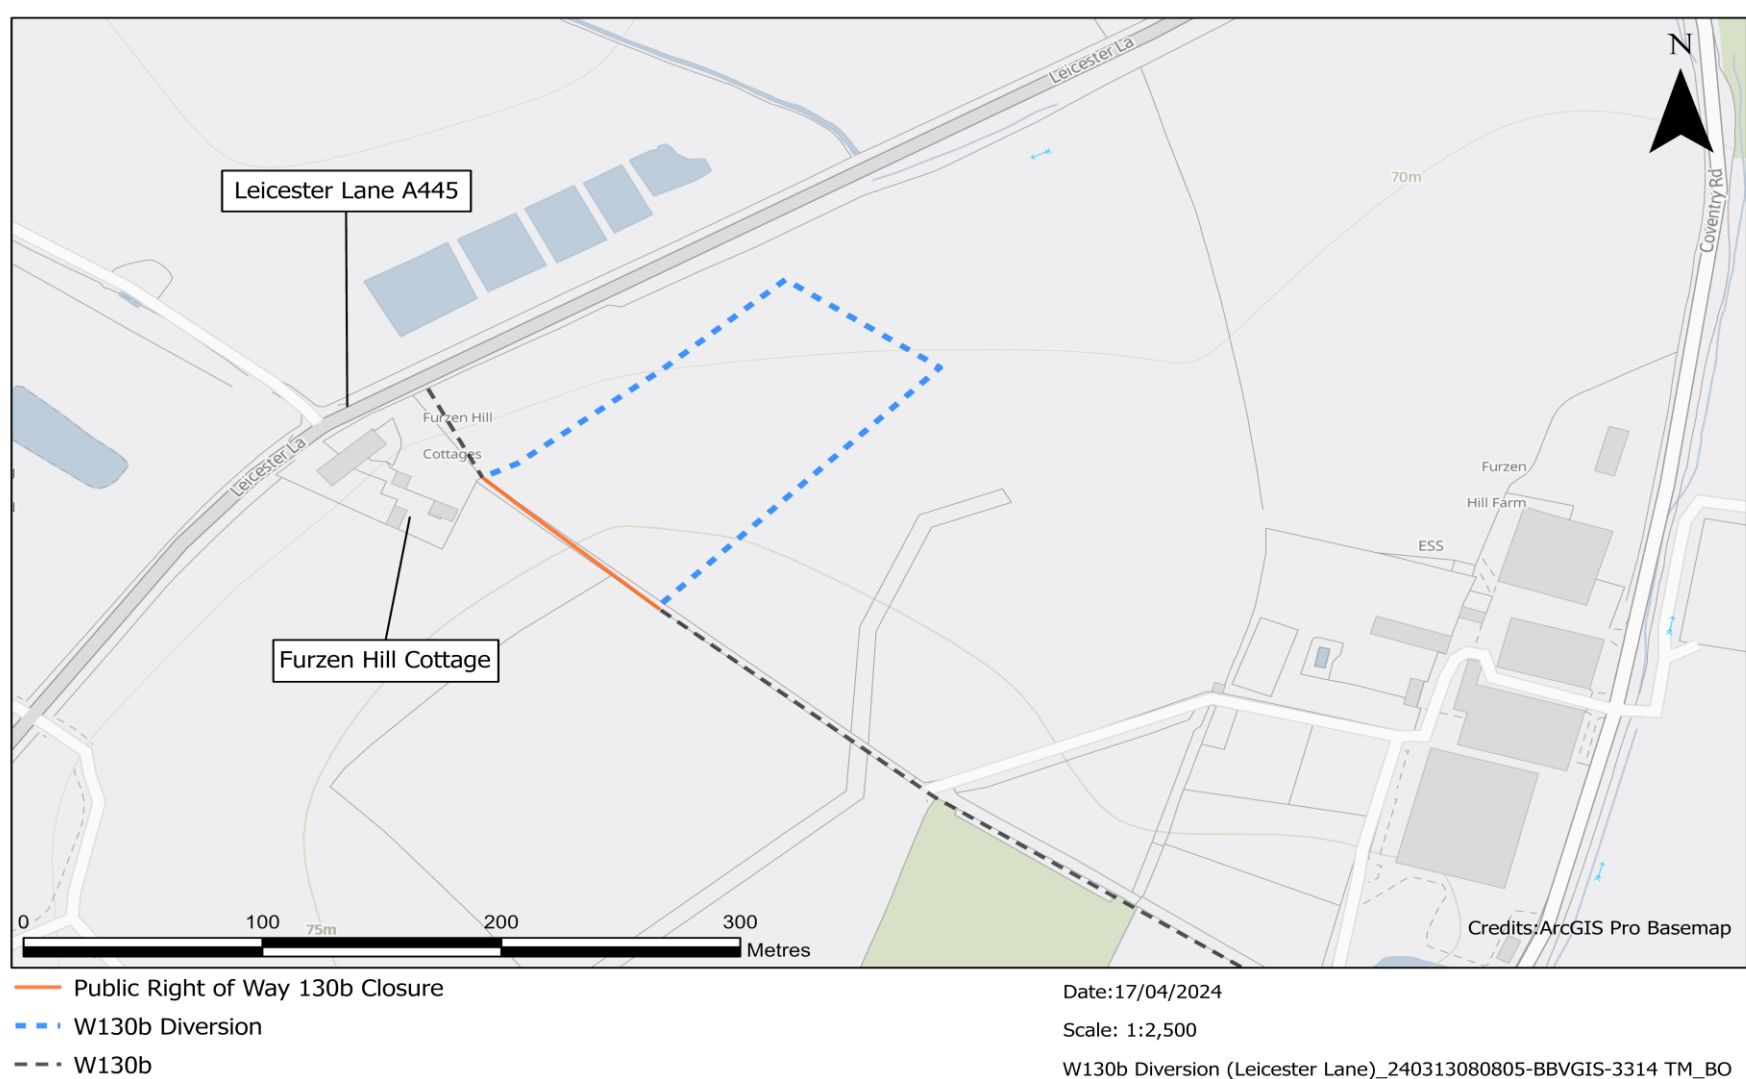 Leicester La
N
Leicester Lane A445
70m
Coventry Rd
Furzen Hill
Cottages
Leicester La
Furzen
Hill Farm
ESS
Furzen Hill Cottage
0 100 200 300
75m
Metres
Credits:ArcGIS Pro Basemap
Public Right of Way 130b Closure
W130b Diversion
W130b
Date:17/04/2024
Scale: 1:2,500
W130b Diversion (Leicester Lane)_240313080805-BBVGIS-3314 TM_BO